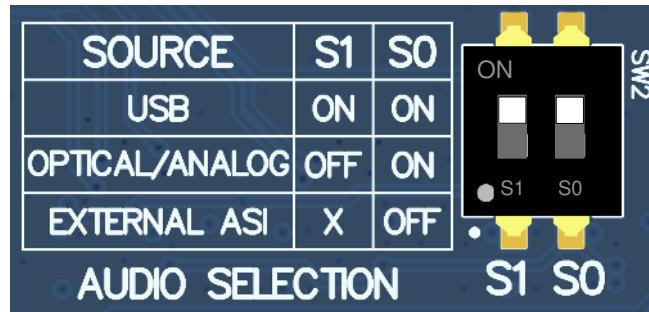 SOURCE S1 S0
USB ON ON
OPTICAL/ANALOG OFF ON
EXTERNAL ASI X OFF
AUDIO SELECTION
ON
S1 S0
S1 S0
SW2